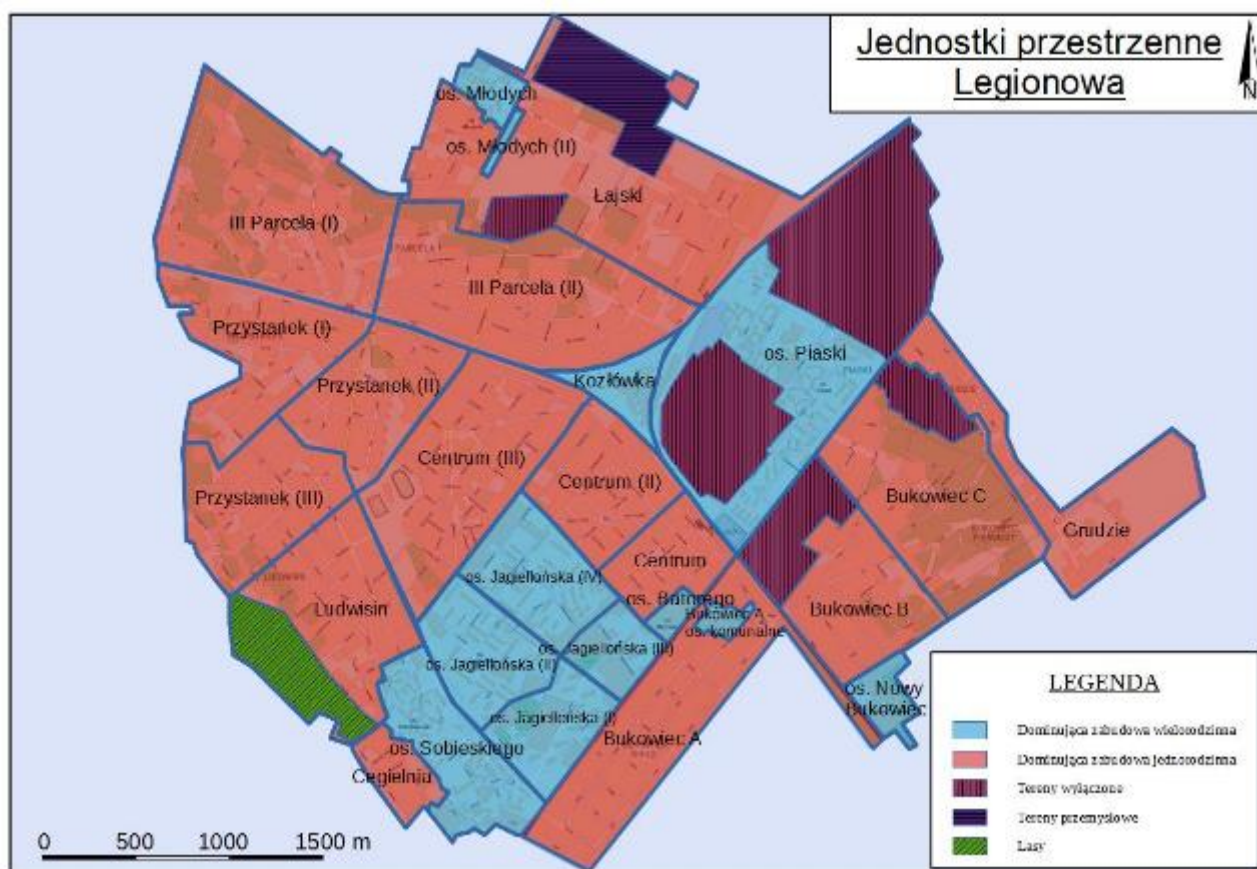 Jednostki przestrzenne
Legionowa
N
os. Młodych
os. Młodych (II)
Łajski
III Parcela (I)
III Parcela (II)
Przystanek (I)
Przystanek (II)
Kozłówka
os. Piaski
Centrum (III)
Centrum (II)
Przystanek (III)
Bukowiec C
Grudzie
Centrum
os. Jagiellońska (IV)
os. Batorego
Ludwisin
Bukowiec A –
os. komunalne
Bukowiec B
os. Jagiellońska (III)
os. Jagiellońska (II)
os. Nowy
Bukowiec
os. Jagiellońska (I)
os. Sobieskiego
Bukowiec A
Cegielnia
0 500 1000 1500 m
LEGENDA
Dominująca zabudowa wielorodzinna
Dominująca zabudowa jednorodzinna
Tereny wyłączone
Tereny przemysłowe
Lasy